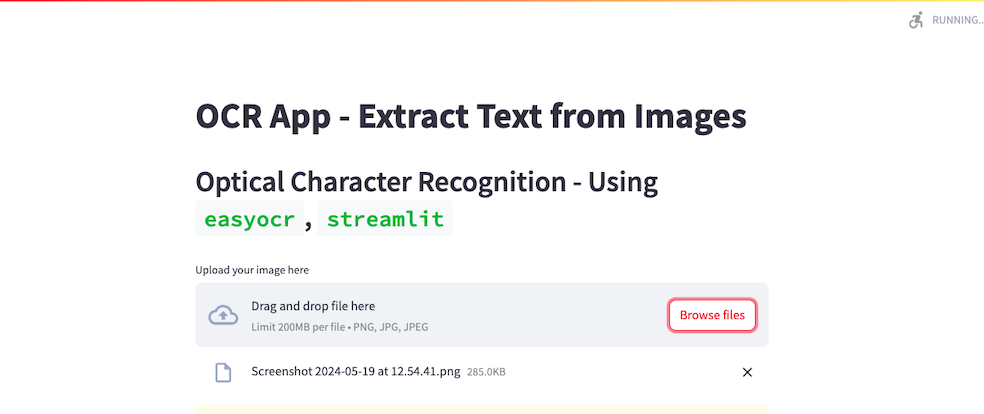 RUNNING...
OCR App - Extract Text from Images
Optical Character Recognition - Using
easyocr , streamlit
Upload your image here
Drag and drop file here
Limit 200MB per file • PNG, JPG, JPEG
Browse files
Screenshot 2024-05-19 at 12.54.41.png 285.0KB